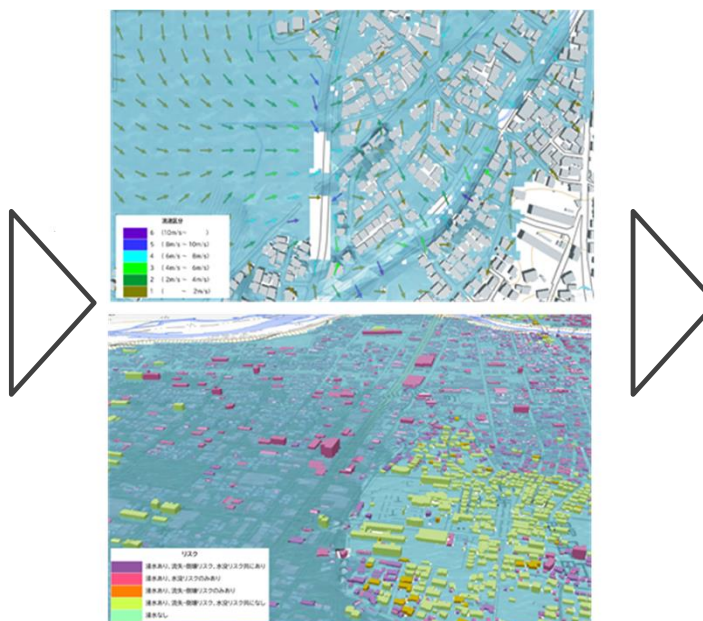 流速区分
6 (10m/s~ )
5 (8m/s~10m/s)
4 (6m/s~ 8m/s)
3 (4m/s~ 6m/s)
2 (2m/s~ 4m/s)
1 ( ~ 2m/s)
リスク
浸水あり、流失・倒壊リスク、水没リスク共にあり
浸水あり、水没リスクのみあり
浸水あり、流失・倒壊リスクのみあり
浸水あり、流失・倒壊リスク、水没リスク共になし
浸水なし